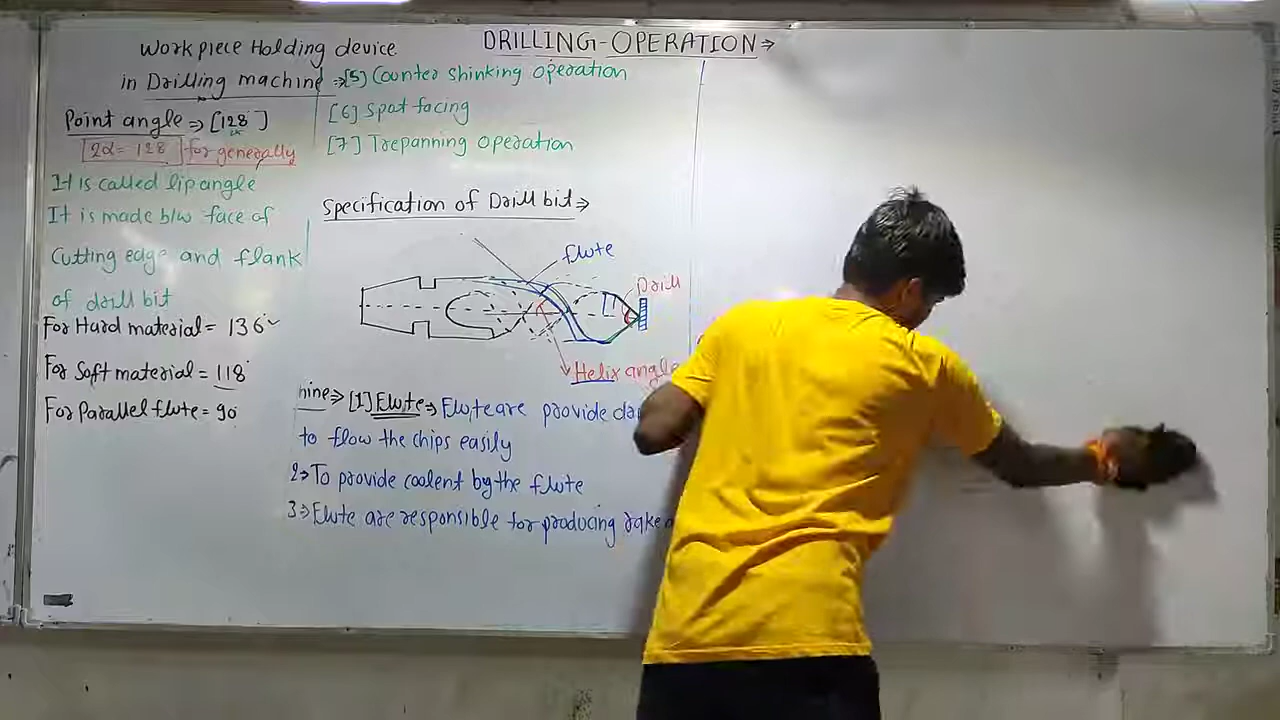 DRILLING-OPERATION⇒
Workpiece Holding device
in Drilling machine ⇒
Point angle ⇒ [128°]
2α = 128 for generally
It is called lip angle
It is made b/w face of
Cutting edge and flank
of drill bit
For Hard material = 136
For Soft material = 118
For Parallel flute = 90
[5] Counter shinking operation
[6] Spot facing
[7] Trepanning operation
Specification of Drill bit ⇒
flute
Drill
Helix angle
hine ⇒ [1] Flute ⇒ Flute are provide
to flow the chips easily
2⇒ To provide coolent by the flute
3⇒ Flute are responsible for producing rake